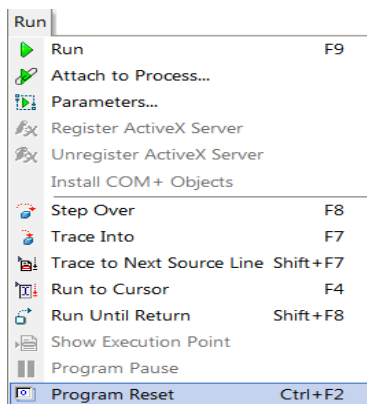 Run
Run F9
Attach to Process...
Parameters...
Register ActiveX Server
Unregister ActiveX Server
Install COM+ Objects
Step Over F8
Trace Into F7
Trace to Next Source Line Shift+F7
Run to Cursor F4
Run Until Return Shift+F8
Show Execution Point
Program Pause
Program Reset Ctrl+F2